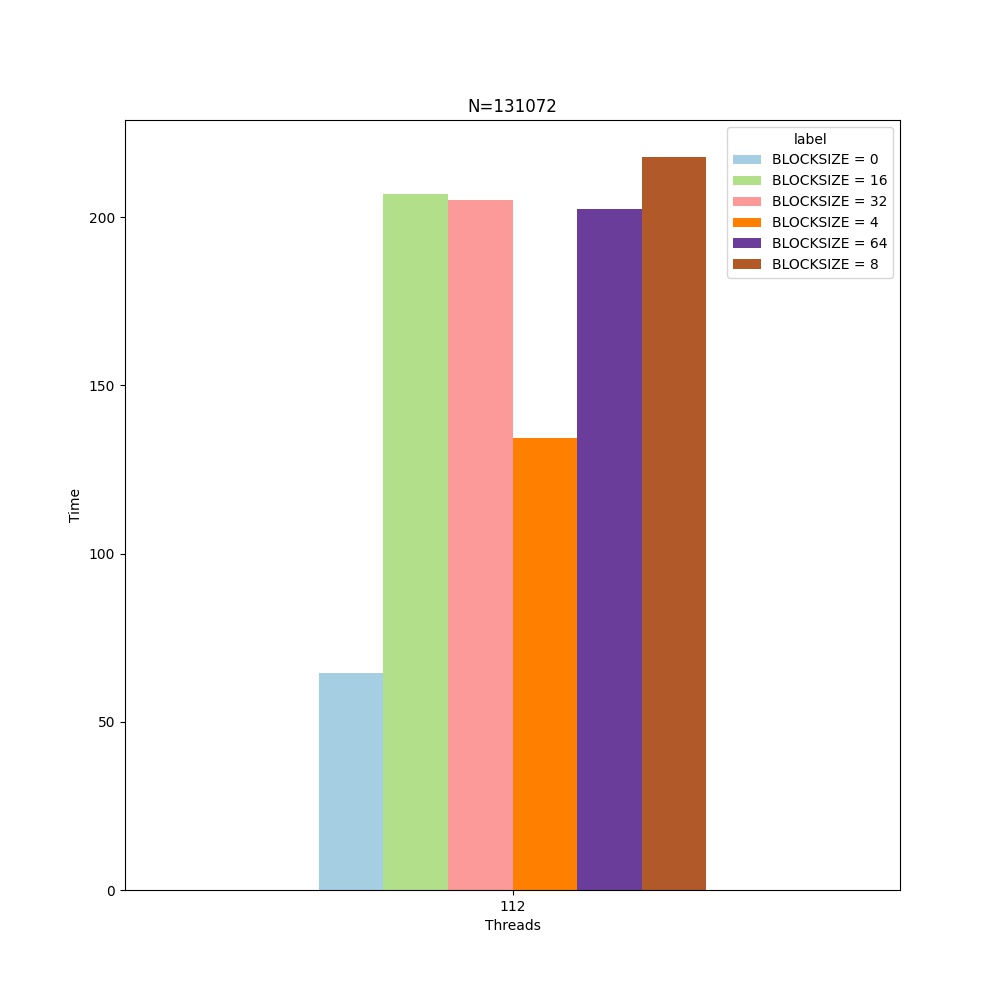 N=131072
label
BLOCKSIZE = 0
BLOCKSIZE = 16
BLOCKSIZE = 32
BLOCKSIZE = 4
BLOCKSIZE = 64
BLOCKSIZE = 8
200
150
100
50
0
Time
112
Threads